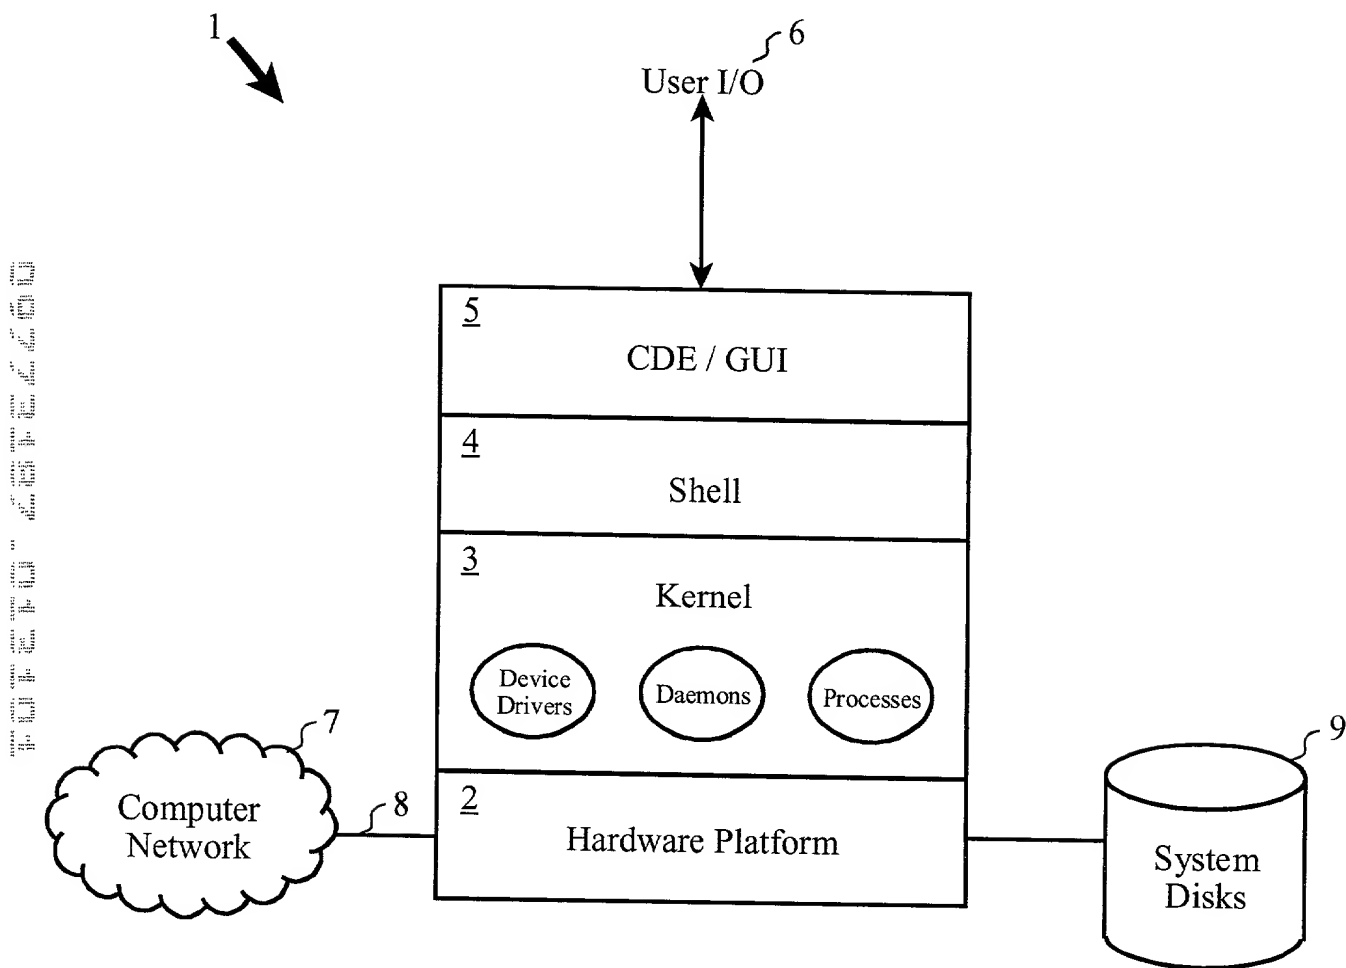 1
6
User I/O
5
CDE / GUI
4
Shell
3
Kernel
Device
Drivers
Daemons
Processes
7
Computer
Network
8
2
Hardware Platform
9
System
Disks